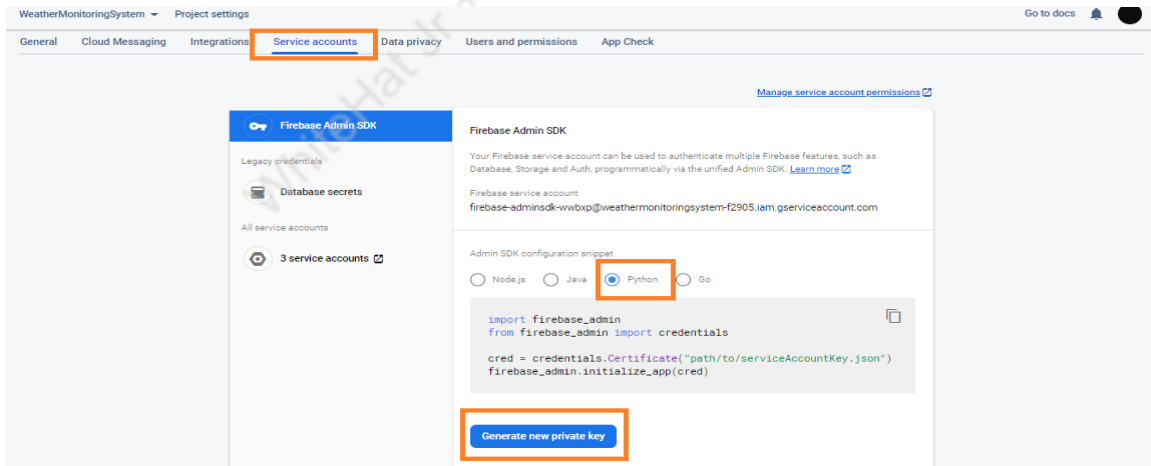 WeatherMonitoringSystem Project settings Go to docs
General Cloud Messaging Integrations Service accounts Data privacy Users and permissions App Check
Manage service account permissions
Firebase Admin SDK
Legacy credentials
Database secrets
All service accounts
3 service accounts
Firebase Admin SDK
Your Firebase service account can be used to authenticate multiple Firebase features, such as
Database, Storage and Auth, programmatically via the unified Admin SDK. Learn more
Firebase service account
firebase-adminsdk-wwbxp@weathermonitoringsystem-f2905.iam.gserviceaccount.com
Admin SDK configuration snippet
Node.js Java Python Go
import firebase_admin
from firebase_admin import credentials
cred = credentials.Certificate("path/to/serviceAccountKey.json")
firebase_admin.initialize_app(cred)
Generate new private key
WhiteHat Jr.